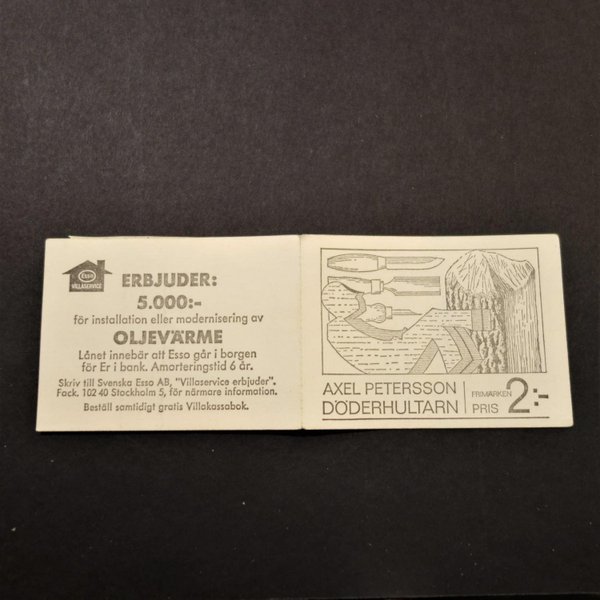 Esso
VILLASERVICE
ERBJUDER:
5.000:-
för installation eller modernisering av
OLJEVÄRME
Lånet innebär att Esso går i borgen
för Er i bank. Amorteringstid 6 år.
Skriv till Svenska Esso AB, "Villaservice erbjuder".
Fack. 102 40 Stockholm 5, för närmare information.
Beställ samtidigt gratis Villakassabok.
AXEL PETERSSON
DÖDERHULTARN
FRIMÄRKEN
PRIS 2:-